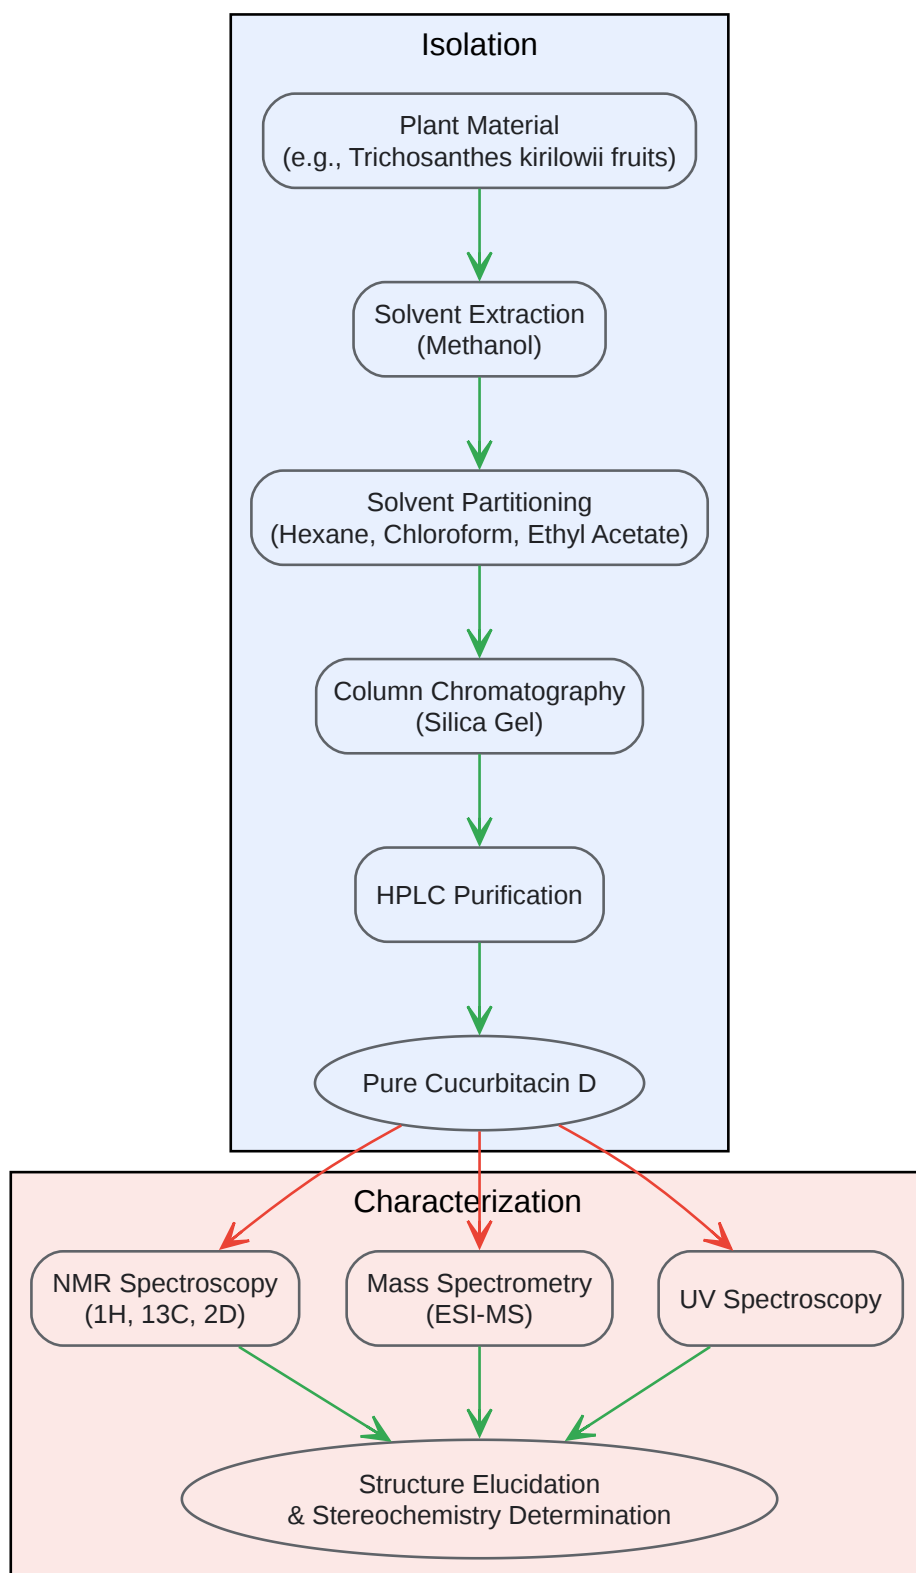 Isolation
Plant Material
(e.g., Trichosanthes kirilowii fruits)
Solvent Extraction
(Methanol)
Solvent Partitioning
(Hexane, Chloroform, Ethyl Acetate)
Column Chromatography
(Silica Gel)
HPLC Purification
Pure Cucurbitacin D
Characterization
NMR Spectroscopy
(1H, 13C, 2D)
Mass Spectrometry
(ESI-MS)
UV Spectroscopy
Structure Elucidation
& Stereochemistry Determination